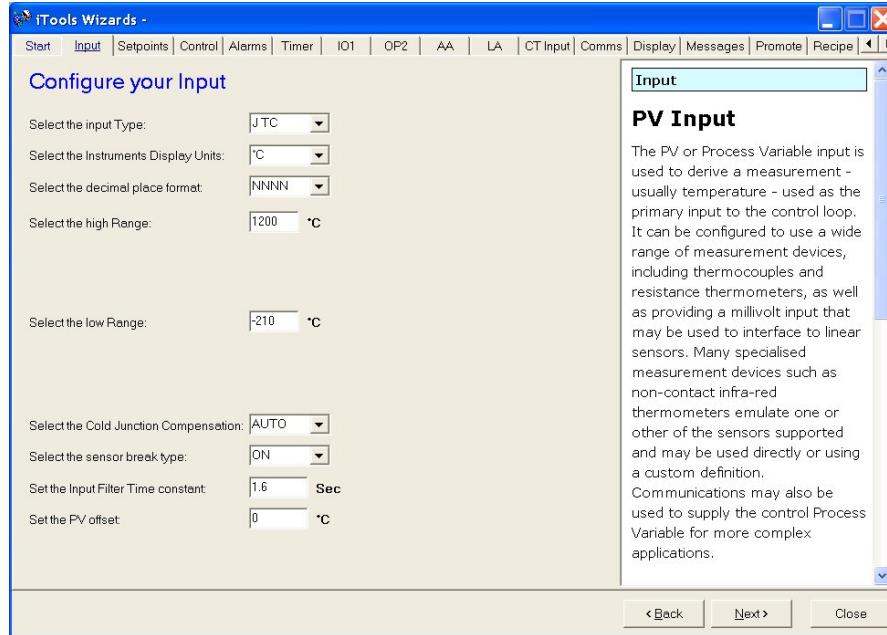 iTools Wizards -
Start Input Setpoints Control Alarms Timer IO1 OP2 AA LA CT Input Comms Display Messages Promote Recipe
Configure your Input
Select the input Type: J TC
Select the Instruments Display Units: °C
Select the decimal place format: NNNN
Select the high Range: 1200 °C
Select the low Range: -210 °C
Select the Cold Junction Compensation: AUTO
Select the sensor break type: ON
Set the Input Filter Time constant: 1.6 Sec
Set the PV offset: 0 °C
Input
PV Input
The PV or Process Variable input is
used to derive a measurement -
usually temperature - used as the
primary input to the control loop.
It can be configured to use a wide
range of measurement devices,
including thermocouples and
resistance thermometers, as well
as providing a millivolt input that
may be used to interface to linear
sensors. Many specialised
measurement devices such as
non-contact infra-red
thermometers emulate one or
other of the sensors supported
and may be used directly or using
a custom definition.
Communications may also be
used to supply the control Process
Variable for more complex
applications.
< Back Next > Close